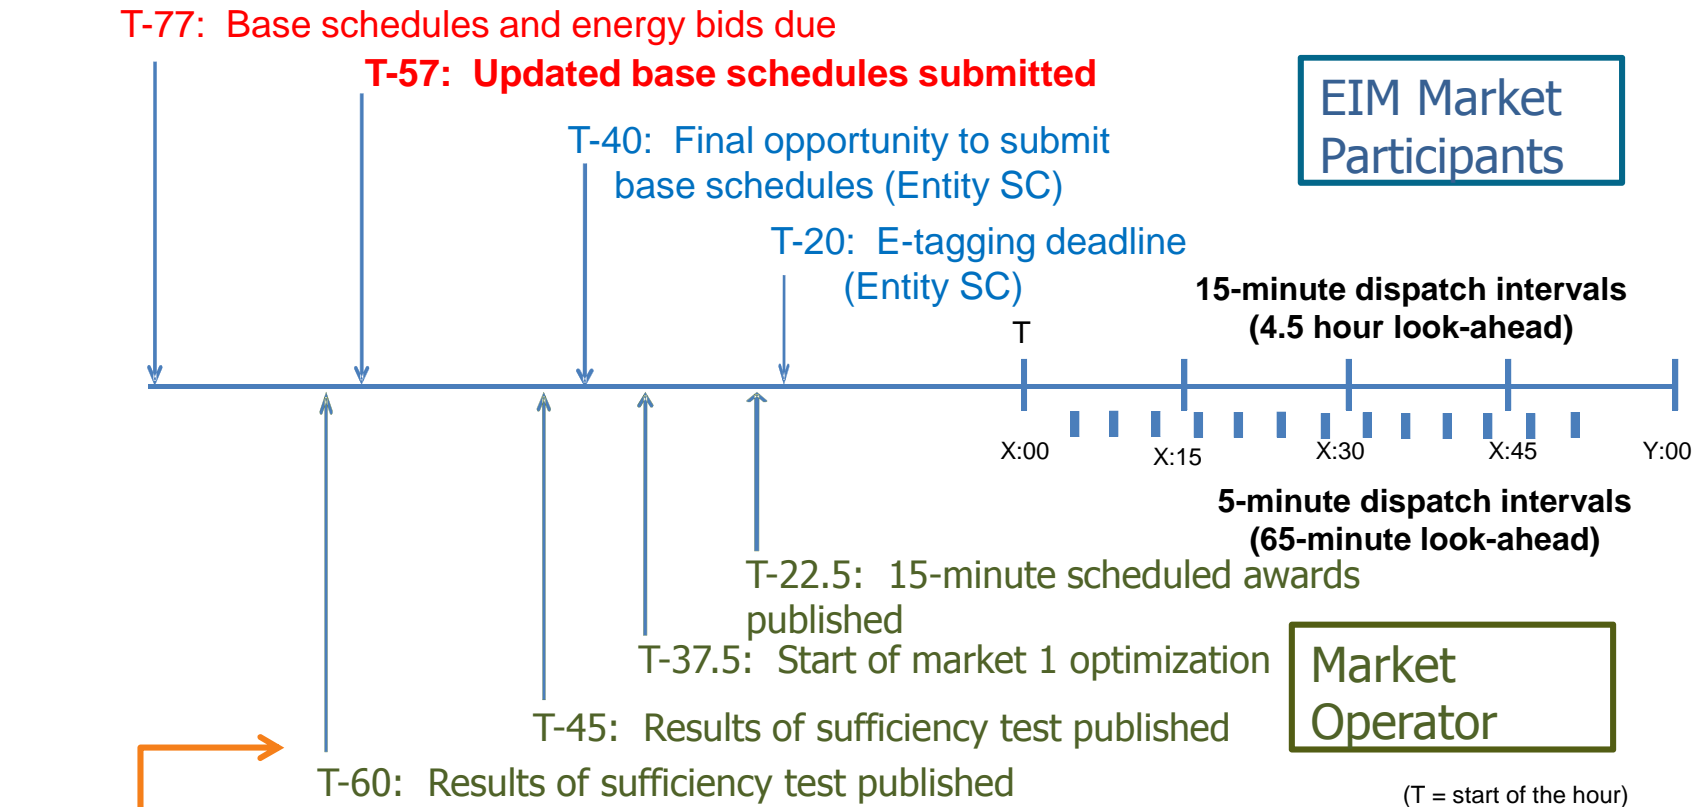 T-77: Base schedules and energy bids due
T-57: Updated base schedules submitted
EIM Market
Participants
T-40: Final opportunity to submit
base schedules (Entity SC)
T-20: E-tagging deadline
(Entity SC)
15-minute dispatch intervals
(4.5 hour look-ahead)
T
X:00
X:15
X:30
X:45
Y:00
5-minute dispatch intervals
(65-minute look-ahead)
T-22.5: 15-minute scheduled awards
published
T-37.5: Start of market 1 optimization
Market
Operator
T-45: Results of sufficiency test published
T-60: Results of sufficiency test published
(T = start of the hour)